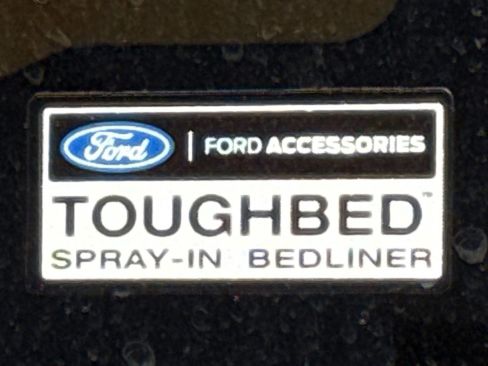 Ford | FORD ACCESSORIES
TOUGHBED™
SPRAY-IN BEDLINER